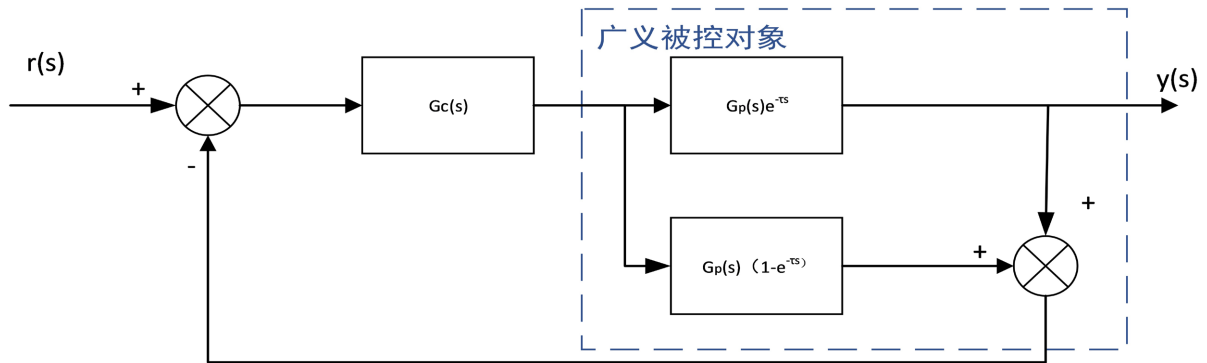 广义被控对象
r(s)
+
Gc(s)
Gp(s)e-τs
y(s)
-
+
+
Gp(s)（1-e-τs）